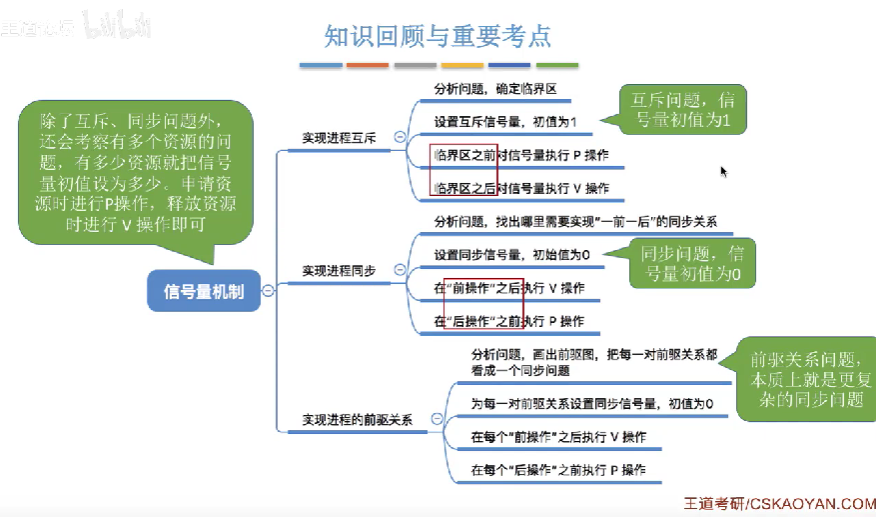 知识回顾与重要考点
除了互斥、同步问题外，
还会考察有多个资源的问
题，有多少资源就把信号
量初值设为多少。申请资
源时进行P操作，释放资源
时进行 V 操作即可
信号量机制
实现进程互斥
分析问题，确定临界区
设置互斥信号量，初值为1
互斥问题，信
号量初值为1
临界区之前对信号量执行 P 操作
临界区之后对信号量执行 V 操作
实现进程同步
分析问题，找出哪里需要实现“一前一后”的同步关系
设置同步信号量，初始值为0
同步问题，信
号量初值为0
在“前操作”之后执行 V 操作
在“后操作”之前执行 P 操作
实现进程的前驱关系
分析问题，画出前驱图，把每一对前驱关系都
看成一个同步问题
前驱关系问题，
本质上就是更复
杂的同步问题
为每一对前驱关系设置同步信号量，初值为0
在每个“前操作”之后执行 V 操作
在每个“后操作”之前执行 P 操作
王道考研/CSKAOYAN.COM